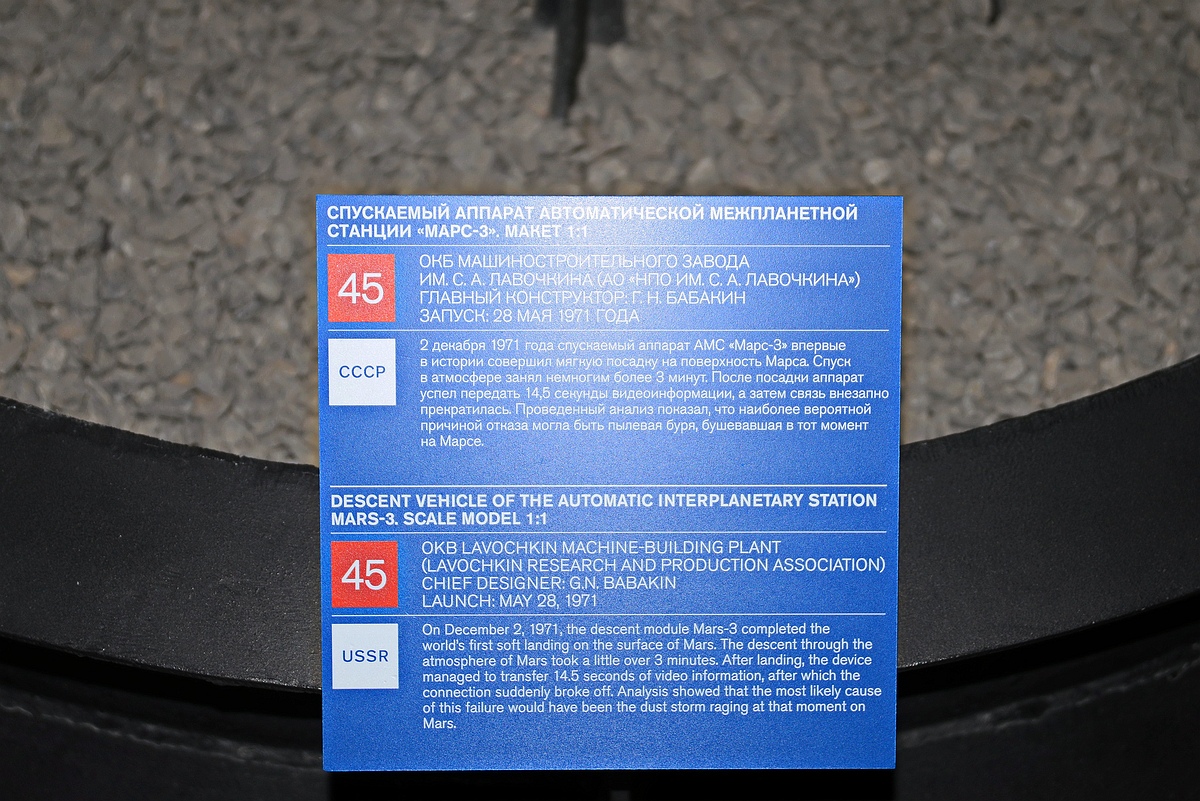 СПУСКАЕМЫЙ АППАРАТ АВТОМАТИЧЕСКОЙ МЕЖПЛАНЕТНОЙ
СТАНЦИИ «МАРС-3». МАКЕТ 1:1
45
ОКБ МАШИНОСТРОИТЕЛЬНОГО ЗАВОДА
ИМ. С. А. ЛАВОЧКИНА (АО «НПО ИМ. С. А. ЛАВОЧКИНА»)
ГЛАВНЫЙ КОНСТРУКТОР: Г. Н. БАБАКИН
ЗАПУСК: 28 МАЯ 1971 ГОДА
СССР
2 декабря 1971 года спускаемый аппарат АМС «Марс-3» впервые
в истории совершил мягкую посадку на поверхность Марса. Спуск
в атмосфере занял немногим более 3 минут. После посадки аппарат
успел передать 14,5 секунды видеоинформации, а затем связь внезапно
прекратилась. Проведенный анализ показал, что наиболее вероятной
причиной отказа могла быть пылевая буря, бушевавшая в тот момент
на Марсе.
DESCENT VEHICLE OF THE AUTOMATIC INTERPLANETARY STATION
MARS-3. SCALE MODEL 1:1
45
OKB LAVOCHKIN MACHINE-BUILDING PLANT
(LAVOCHKIN RESEARCH AND PRODUCTION ASSOCIATION)
CHIEF DESIGNER: G.N. BABAKIN
LAUNCH: MAY 28, 1971
USSR
On December 2, 1971, the descent module Mars-3 completed the
world's first soft landing on the surface of Mars. The descent through the
atmosphere of Mars took a little over 3 minutes. After landing, the device
managed to transfer 14.5 seconds of video information, after which the
connection suddenly broke off. Analysis showed that the most likely cause
of this failure would have been the dust storm raging at that moment on
Mars.